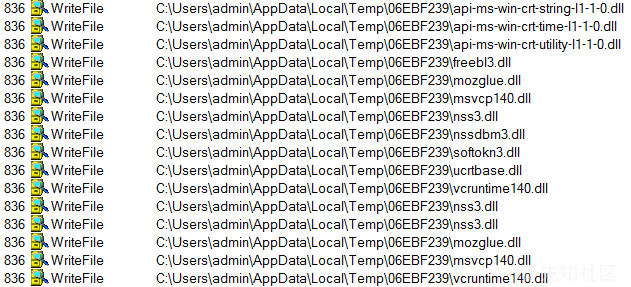 836 WriteFile C:\Users\admin\AppData\Local\Temp\06EBF239\api-ms-win-crt-string-l1-1-0.dll
836 WriteFile C:\Users\admin\AppData\Local\Temp\06EBF239\api-ms-win-crt-time-l1-1-0.dll
836 WriteFile C:\Users\admin\AppData\Local\Temp\06EBF239\api-ms-win-crt-utility-l1-1-0.dll
836 WriteFile C:\Users\admin\AppData\Local\Temp\06EBF239\freebl3.dll
836 WriteFile C:\Users\admin\AppData\Local\Temp\06EBF239\mozglue.dll
836 WriteFile C:\Users\admin\AppData\Local\Temp\06EBF239\msvcp140.dll
836 WriteFile C:\Users\admin\AppData\Local\Temp\06EBF239\nss3.dll
836 WriteFile C:\Users\admin\AppData\Local\Temp\06EBF239\nssdbm3.dll
836 WriteFile C:\Users\admin\AppData\Local\Temp\06EBF239\softokn3.dll
836 WriteFile C:\Users\admin\AppData\Local\Temp\06EBF239\ucrtbase.dll
836 WriteFile C:\Users\admin\AppData\Local\Temp\06EBF239\vcruntime140.dll
836 WriteFile C:\Users\admin\AppData\Local\Temp\06EBF239\nss3.dll
836 WriteFile C:\Users\admin\AppData\Local\Temp\06EBF239\nss3.dll
836 WriteFile C:\Users\admin\AppData\Local\Temp\06EBF239\mozglue.dll
836 WriteFile C:\Users\admin\AppData\Local\Temp\06EBF239\msvcp140.dll
836 WriteFile C:\Users\admin\AppData\Local\Temp\06EBF239\vcruntime140.dll